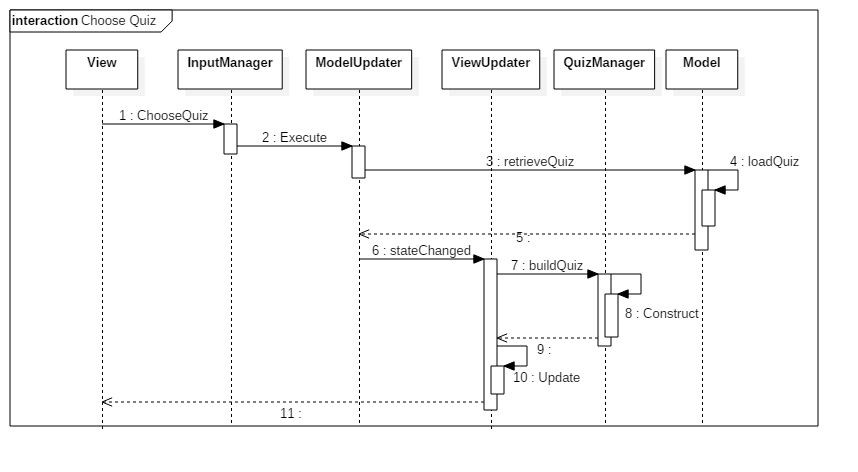 interaction Choose Quiz
View
InputManager
ModelUpdater
ViewUpdater
QuizManager
Model
1 : ChooseQuiz
2 : Execute
3 : retrieveQuiz
4 : loadQuiz
5 :
6 : stateChanged
7 : buildQuiz
8 : Construct
9 :
10 : Update
11 :